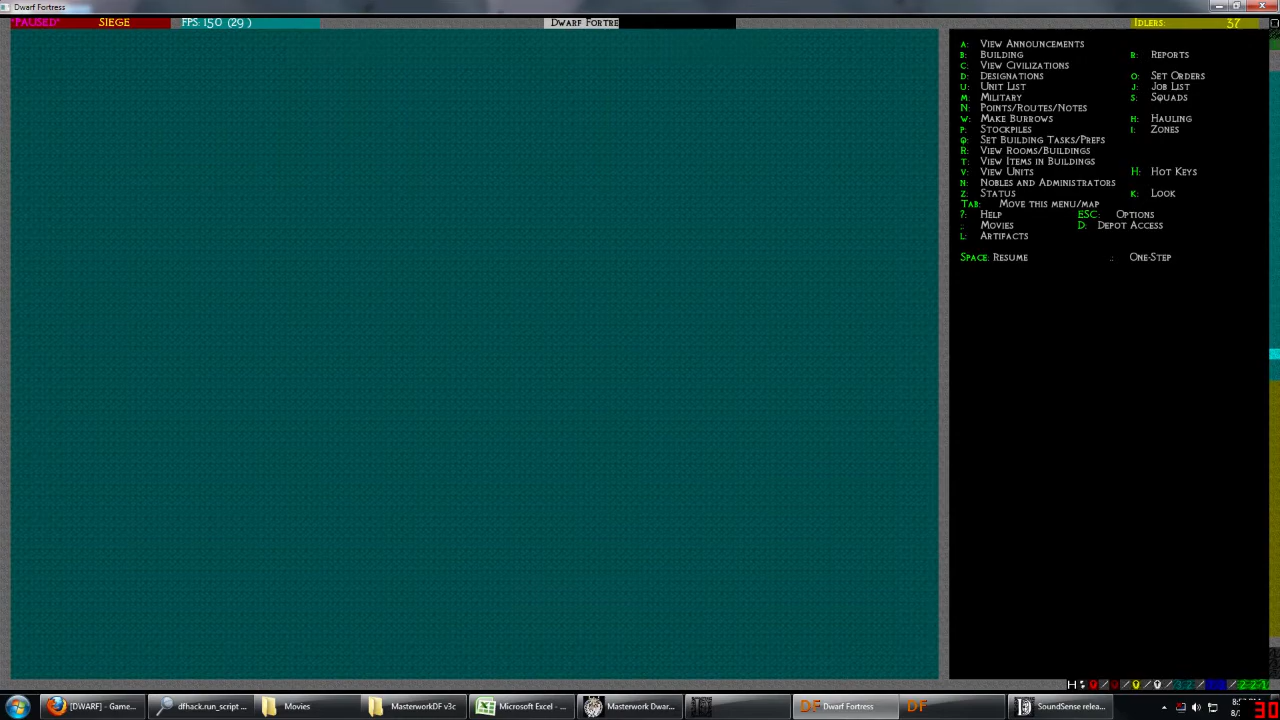 Dwarf Fortress
*PAUSED* SIEGE FPS: 150 (29 ) DWARF FORTRE IDLERS: 37
A: VIEW ANNOUNCEMENTS
B: BUILDING R: REPORTS
C: VIEW CIVILIZATIONS
D: DESIGNATIONS O: SET ORDERS
U: UNIT LIST J: JOB LIST
M: MILITARY S: SQUADS
N: POINTS/ROUTES/NOTES
W: MAKE BURROWS H: HAULING
P: STOCKPILES I: ZONES
Q: SET BUILDING TASKS/PREFS
R: VIEW ROOMS/BUILDINGS
T: VIEW ITEMS IN BUILDINGS
V: VIEW UNITS H: HOT KEYS
N: NOBLES AND ADMINISTRATORS
Z: STATUS K: LOOK
TAB: MOVE THIS MENU/MAP
?: HELP ESC: OPTIONS
;: MOVIES D: DEPOT ACCESS
L: ARTIFACTS
SPACE: RESUME .: ONE-STEP
[DWARF] - Game... dfhack.run_script ... Movies MasterworkDF v3c Microsoft Excel - ... Masterwork Dwar... Dwarf Fortress DF SoundSense relea... 30